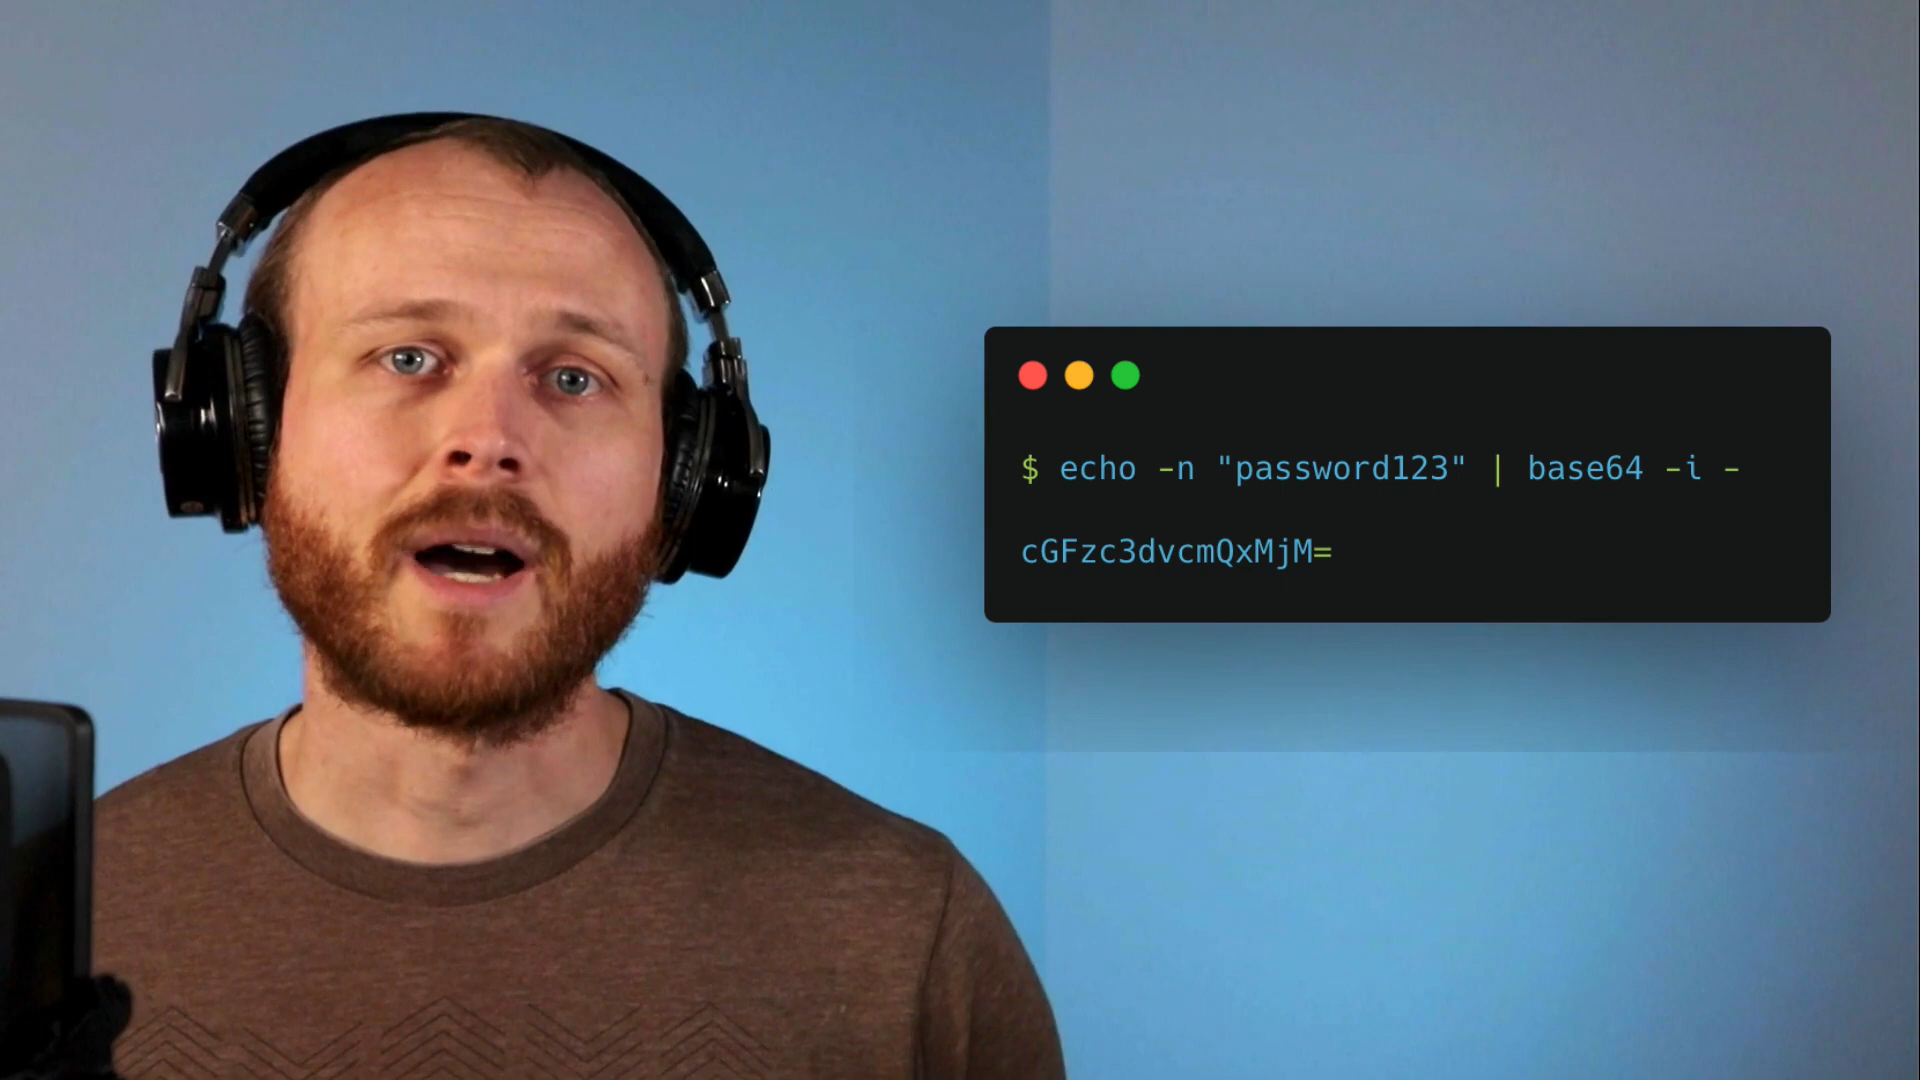 $ echo -n "password123" | base64 -i -
cGFzc3dvcmQxMjM=